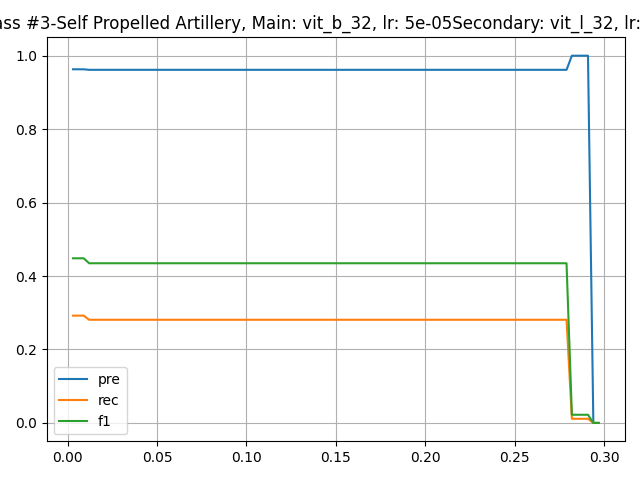 ass #3-Self Propelled Artillery, Main: vit_b_32, lr: 5e-05Secondary: vit_l_32, lr:
1.0
0.8
0.6
0.4
0.2
0.0
pre
rec
f1
0.00 0.05 0.10 0.15 0.20 0.25 0.30